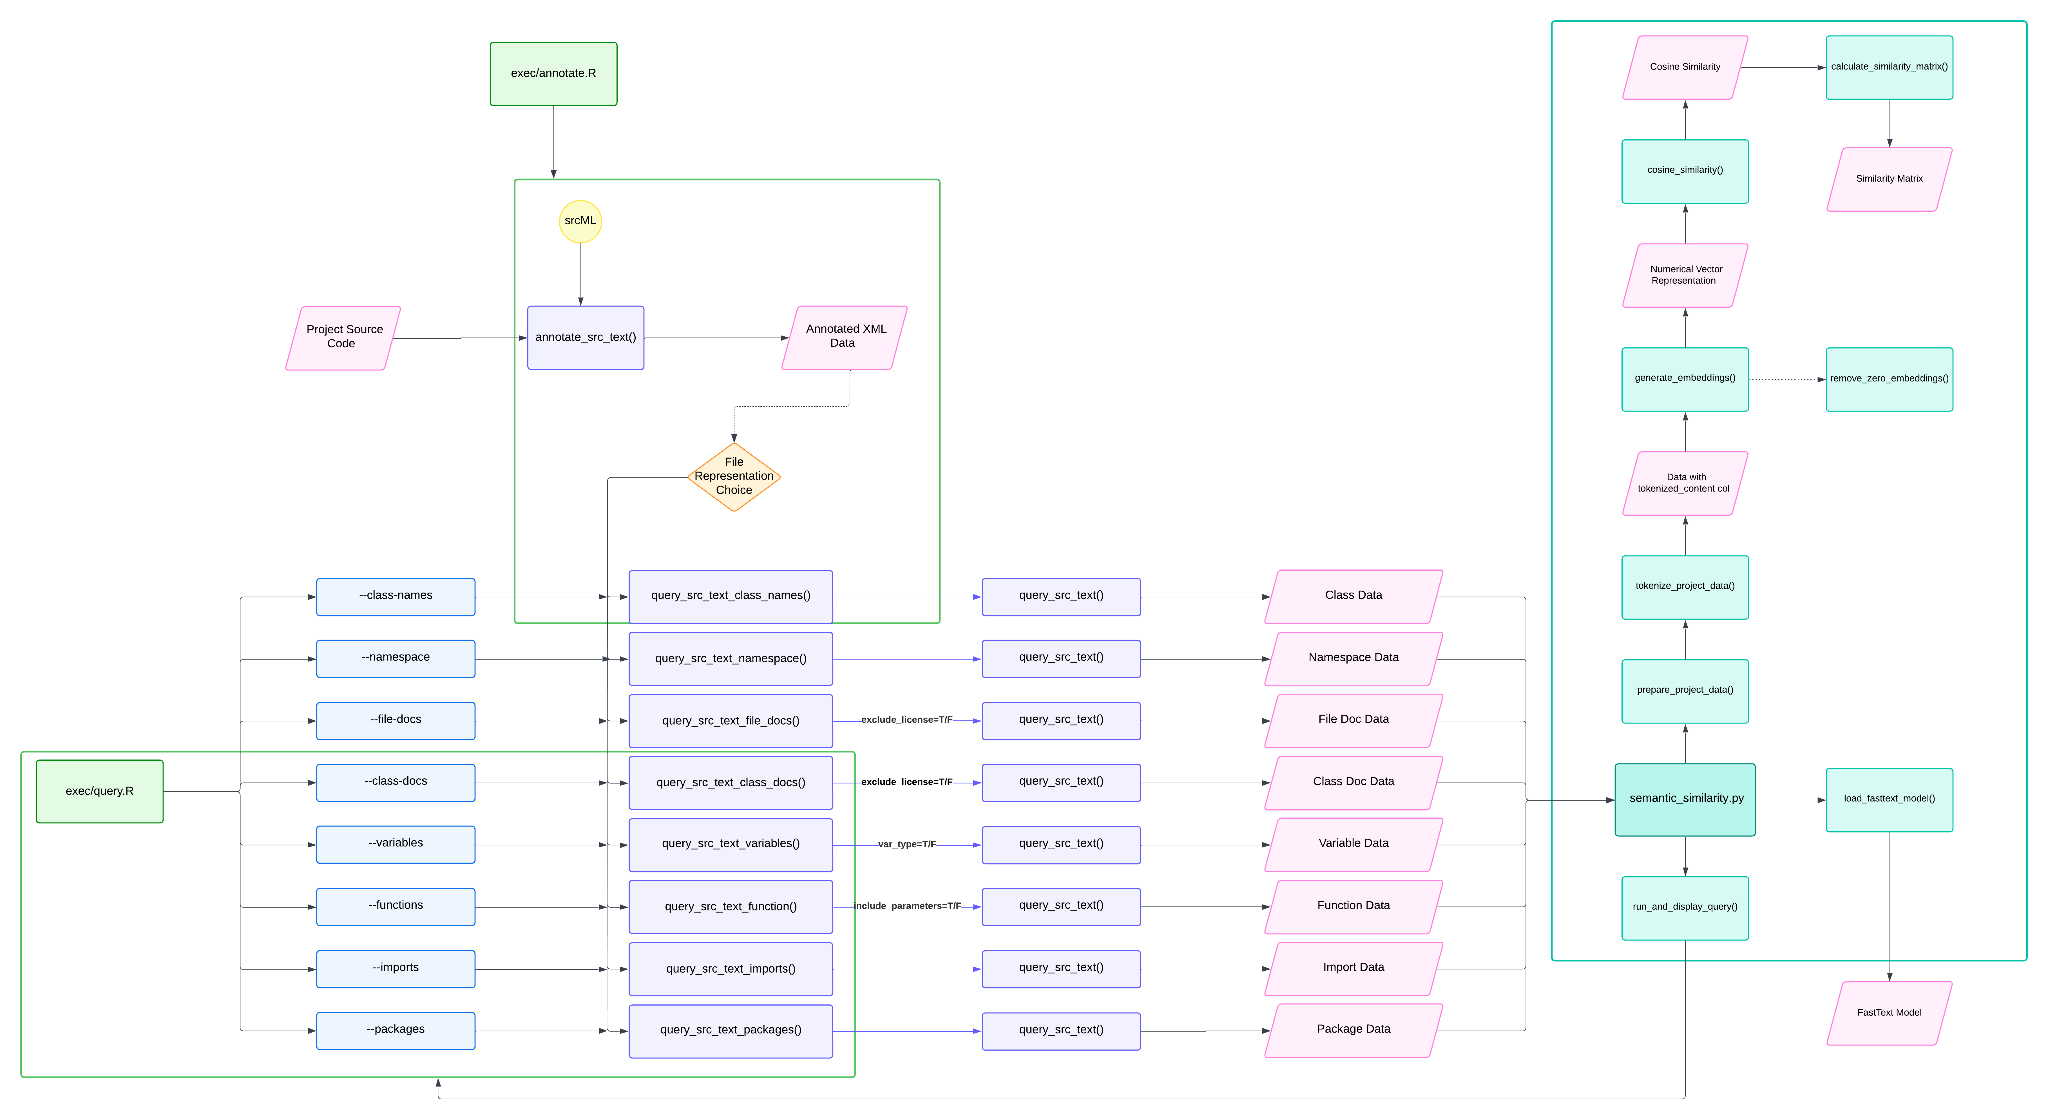 exec/annotate.R
srcML
Project Source
Code
annotate_src_text()
Annotated XML
Data
File
Representation
Choice
--class-names
query_src_text_class_names()
query_src_text()
Class Data
--namespace
query_src_text_namespace()
query_src_text()
Namespace Data
--file-docs
query_src_text_file_docs()
exclude_license=T/F
query_src_text()
File Doc Data
exec/query.R
--class-docs
query_src_text_class_docs()
exclude_license=T/F
query_src_text()
Class Doc Data
--variables
query_src_text_variables()
var_type=T/F
query_src_text()
Variable Data
--functions
query_src_text_function()
include_parameters=T/F
query_src_text()
Function Data
--imports
query_src_text_imports()
query_src_text()
Import Data
--packages
query_src_text_packages()
query_src_text()
Package Data
Cosine Similarity
calculate_similarity_matrix()
cosine_similarity()
Similarity Matrix
Numerical Vector
Representation
generate_embeddings()
remove_zero_embeddings()
Data with
tokenized_content col
tokenize_project_data()
prepare_project_data()
semantic_similarity.py
load_fasttext_model()
run_and_display_query()
FastText Model